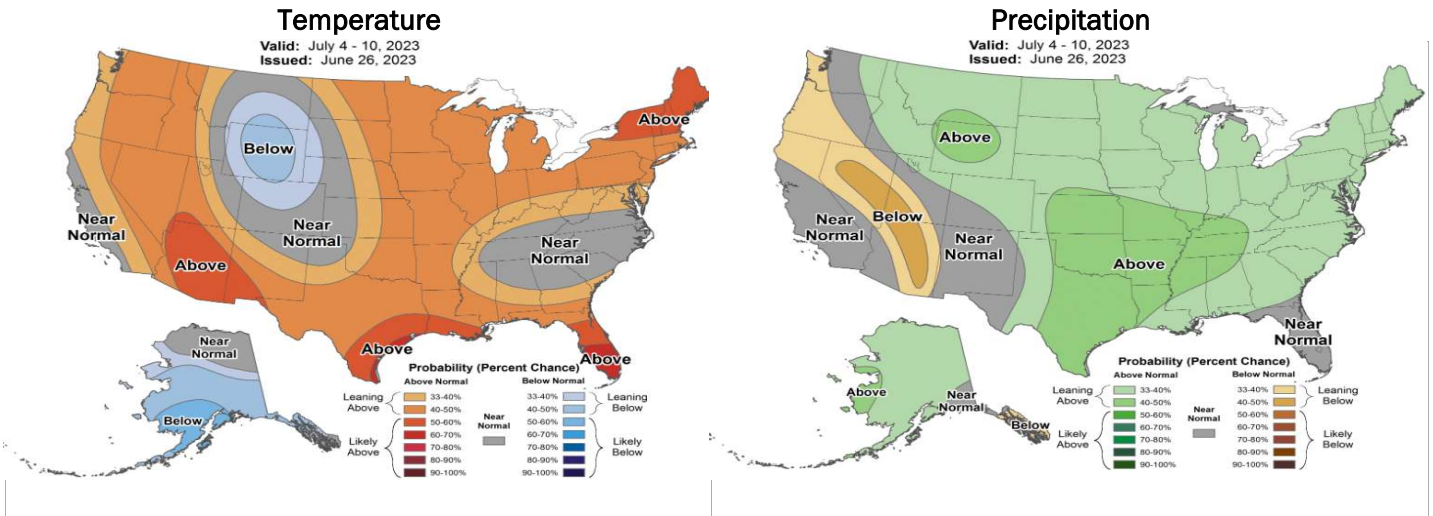 Temperature
Valid: July 4 - 10, 2023
Issued: June 26, 2023
Above
Below
Near
Normal
Near
Normal
Near
Normal
Above
Near
Normal
Above
Above
Below
Probability (Percent Chance)
Above Normal
Below Normal
Leaning
Above
33-40%
40-50%
50-60%
60-70%
70-80%
80-90%
90-100%
Likely
Above
Near
Normal
33-40%
40-50%
50-60%
60-70%
70-80%
80-90%
90-100%
Leaning
Below
Likely
Below
Precipitation
Valid: July 4 - 10, 2023
Issued: June 26, 2023
Above
Near
Normal
Below
Near
Normal
Above
Near
Normal
Above
Near
Normal
Below
Probability (Percent Chance)
Above Normal
Below Normal
Leaning
Above
33-40%
40-50%
50-60%
60-70%
70-80%
80-90%
90-100%
Likely
Above
Near
Normal
33-40%
40-50%
50-60%
60-70%
70-80%
80-90%
90-100%
Leaning
Below
Likely
Below